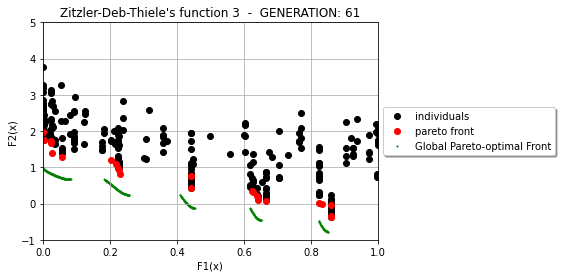 Zitzler-Deb-Thiele's function 3 - GENERATION: 61
5
4
3
2
1
0
−1
F2(x)
0.0 0.2 0.4 0.6 0.8 1.0
F1(x)
individuals
pareto front
Global Pareto-optimal Front